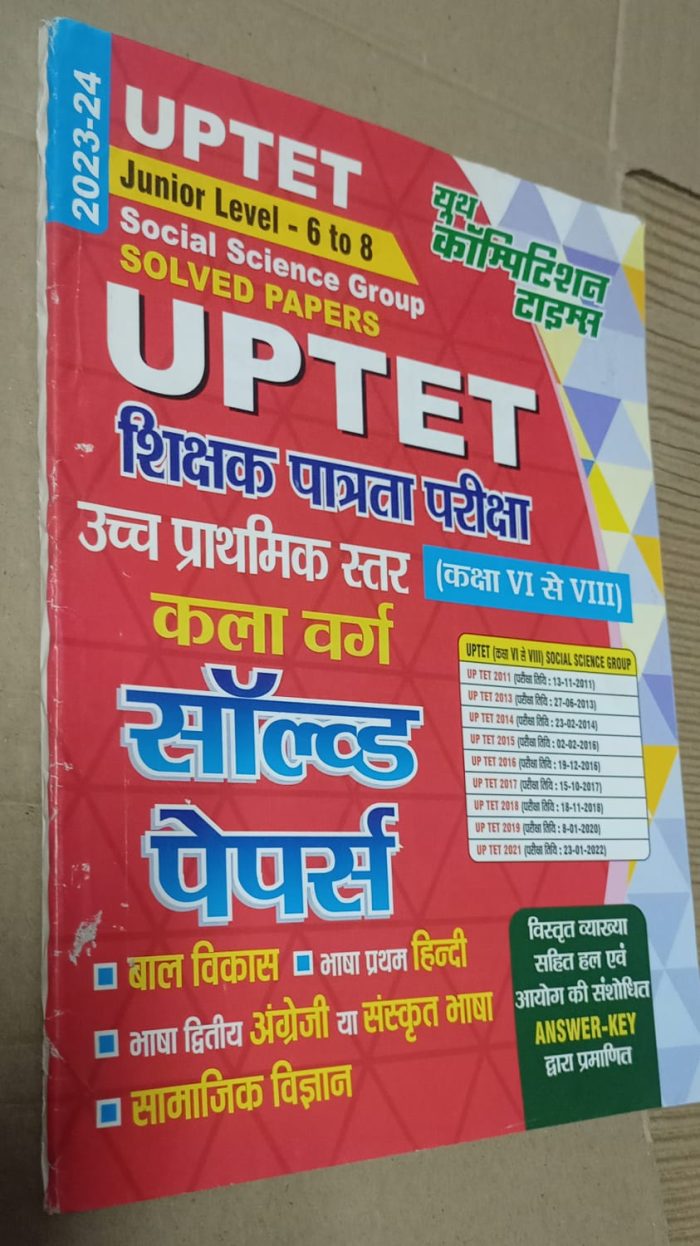 2023-24
UPTET
Junior Level - 6 to 8
Social Science Group
SOLVED PAPERS
यूथ
कॉम्पिटिशन
टाइम्स
UPTET
शिक्षक पात्रता परीक्षा
उच्च प्राथमिक स्तर (कक्षा VI से VIII)
कला वर्ग
सॉल्व्ड
पेपर्स
UPTET (कक्षा VI से VIII) SOCIAL SCIENCE GROUP
UP TET 2011 (परीक्षा तिथि : 13-11-2011)
UP TET 2013 (परीक्षा तिथि : 27-06-2013)
UP TET 2014 (परीक्षा तिथि : 23-02-2014)
UP TET 2015 (परीक्षा तिथि : 02-02-2016)
UP TET 2016 (परीक्षा तिथि : 19-12-2016)
UP TET 2017 (परीक्षा तिथि : 15-10-2017)
UP TET 2018 (परीक्षा तिथि : 18-11-2018)
UP TET 2019 (परीक्षा तिथि : 8-01-2020)
UP TET 2021 (परीक्षा तिथि : 23-01-2022)
बाल विकास भाषा प्रथम हिन्दी
भाषा द्वितीय अंग्रेजी या संस्कृत भाषा
सामाजिक विज्ञान
विस्तृत व्याख्या
सहित हल एवं
आयोग की संशोधित
ANSWER-KEY
द्वारा प्रमाणित